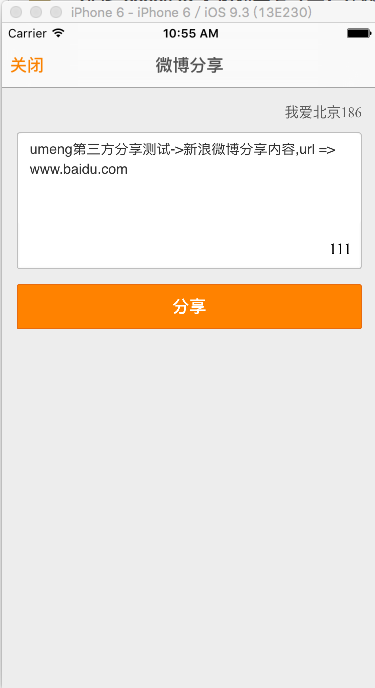 iPhone 6 - iPhone 6 / iOS 9.3 (13E230)
Carrier 10:55 AM
关闭 微博分享
我爱北京186
umeng第三方分享测试->新浪微博分享内容,url =>
www.baidu.com
111
分享